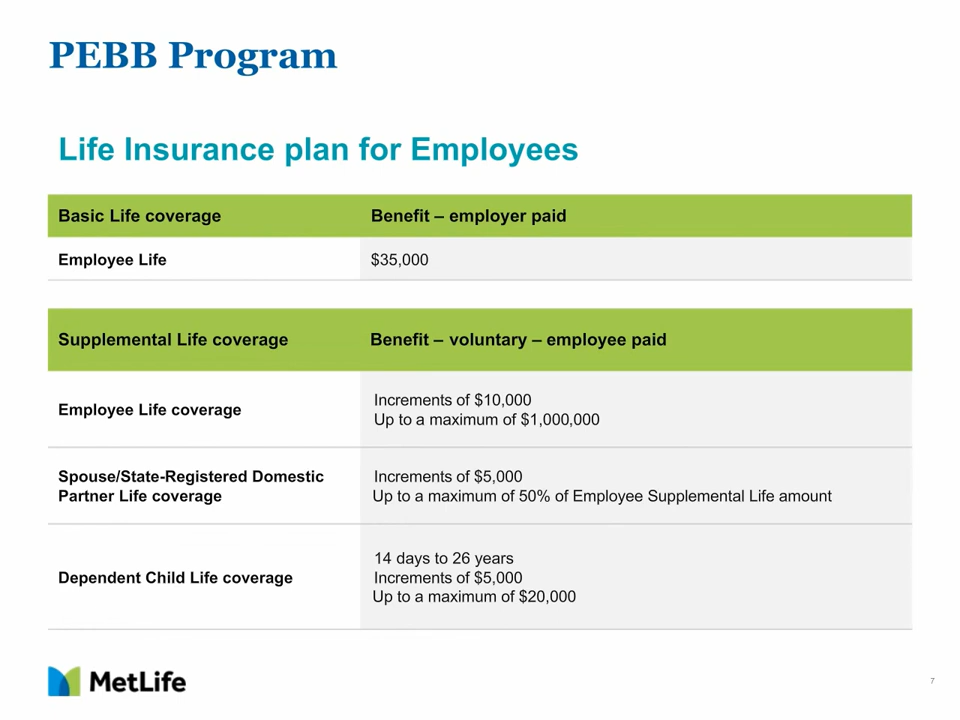 PEBB Program
Life Insurance plan for Employees
Basic Life coverage Benefit – employer paid
Employee Life $35,000
Supplemental Life coverage Benefit – voluntary – employee paid
Employee Life coverage
Increments of $10,000
Up to a maximum of $1,000,000
Spouse/State-Registered Domestic
Partner Life coverage
Increments of $5,000
Up to a maximum of 50% of Employee Supplemental Life amount
Dependent Child Life coverage
14 days to 26 years
Increments of $5,000
Up to a maximum of $20,000
MetLife
7